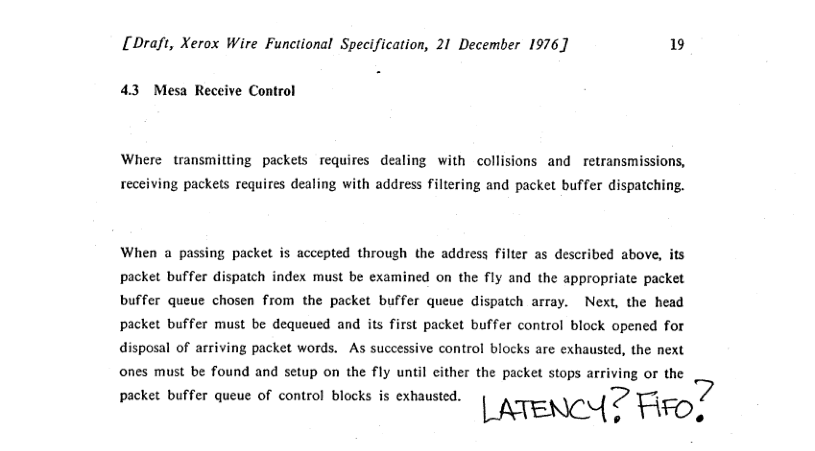 [Draft, Xerox Wire Functional Specification, 21 December 1976] 19
4.3 Mesa Receive Control
Where transmitting packets requires dealing with collisions and retransmissions,
receiving packets requires dealing with address filtering and packet buffer dispatching.
When a passing packet is accepted through the address filter as described above, its
packet buffer dispatch index must be examined on the fly and the appropriate packet
buffer queue chosen from the packet buffer queue dispatch array. Next, the head
packet buffer must be dequeued and its first packet buffer control block opened for
disposal of arriving packet words. As successive control blocks are exhausted, the next
ones must be found and setup on the fly until either the packet stops arriving or the
packet buffer queue of control blocks is exhausted.
LATENCY? FIFO?